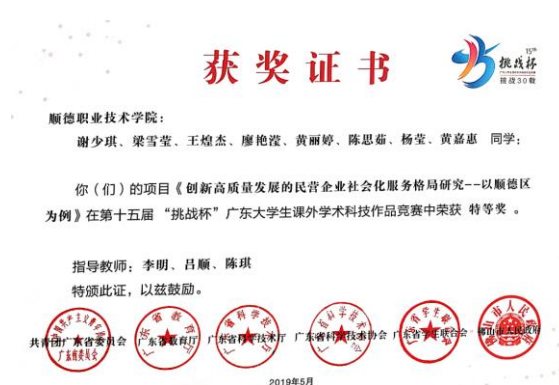 获奖证书
15th
挑战杯
挑战30载
顺德职业技术学院：
谢少琪、梁雪莹、王煌杰、廖艳滢、黄丽婷、陈思茹、杨莹、黄嘉惠 同学：
你（们）的项目《创新高质量发展的民营企业社会化服务格局研究--以顺德区
为例》在第十五届“挑战杯”广东大学生课外学术科技作品竞赛中荣获 特等奖 。
指导教师：李明、吕顺、陈琪
特颁此证，以兹鼓励。
共青团广东省委员会 广东省教育厅 广东省科学技术厅 广东省科学技术协会 广东省学生联合会 佛山市人民政府
2019年5月